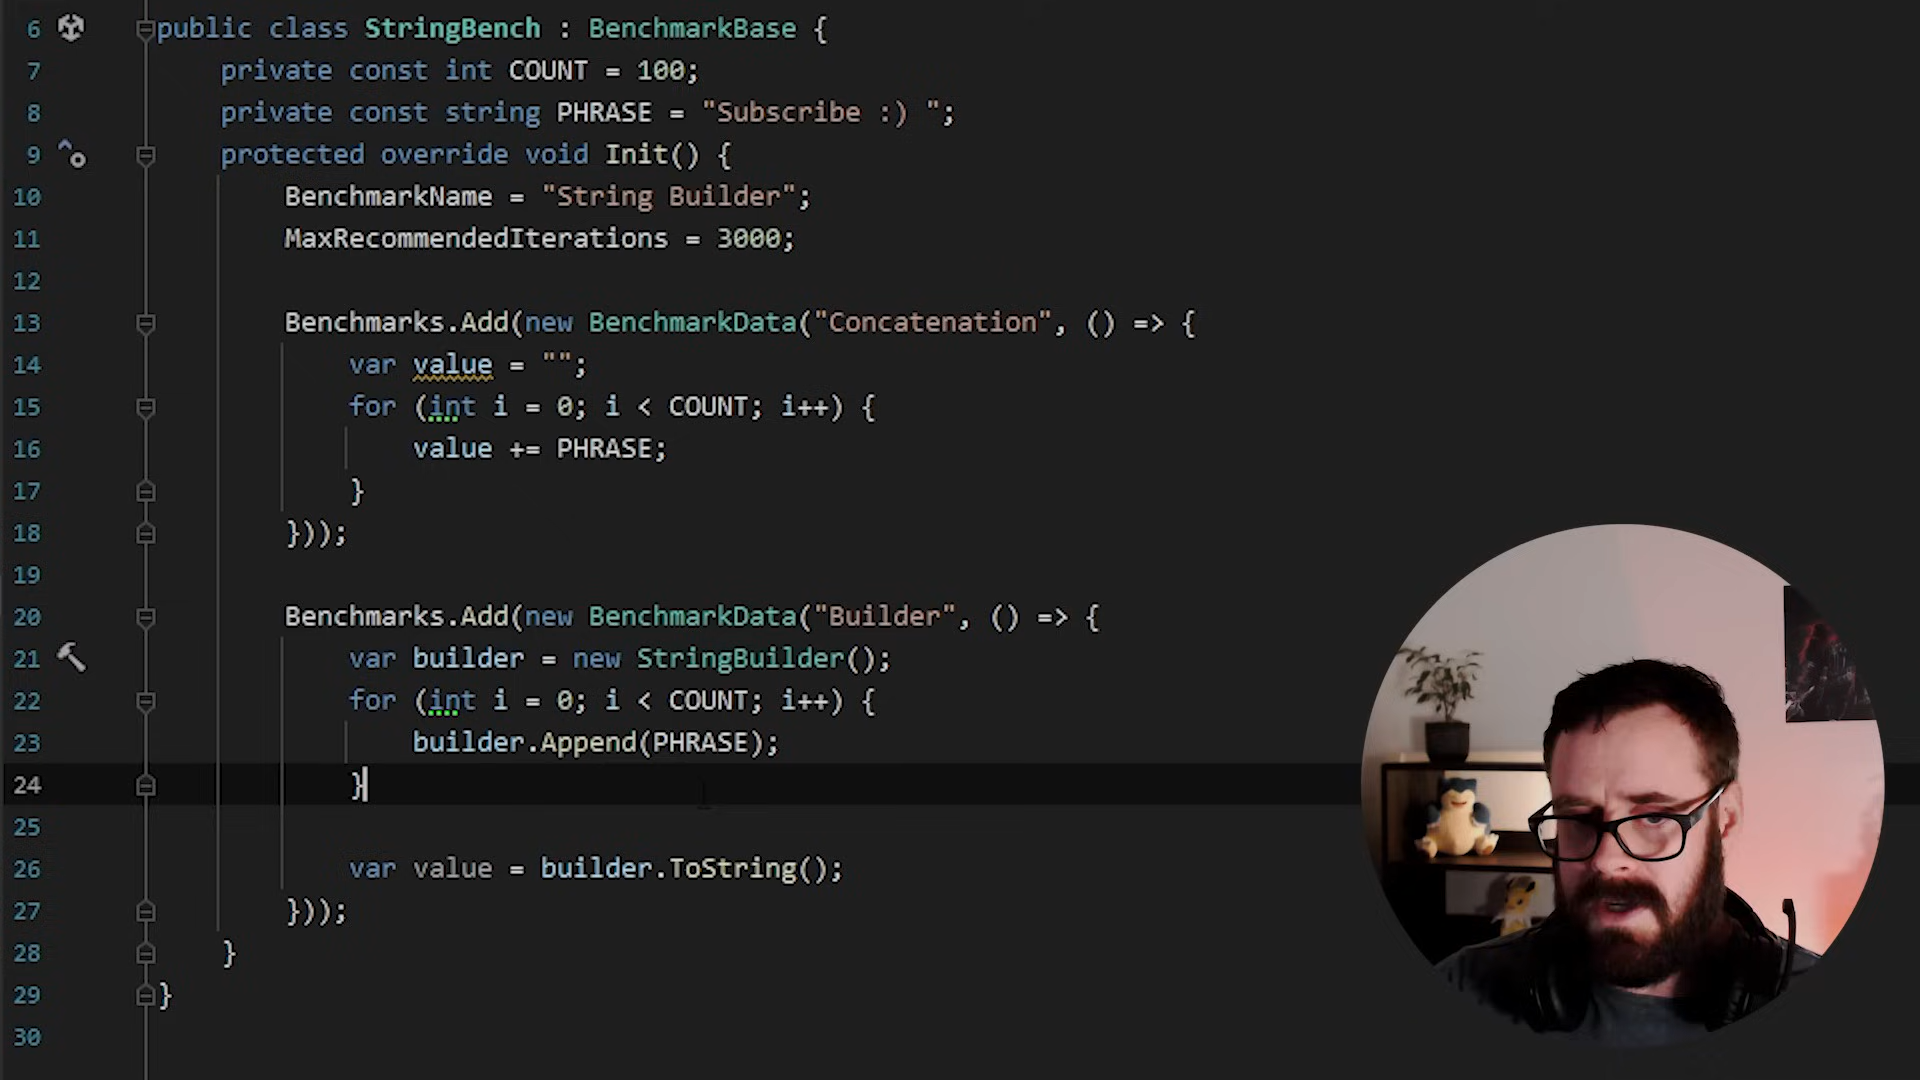 6 public class StringBench : BenchmarkBase {
7 private const int COUNT = 100;
8 private const string PHRASE = "Subscribe :) ";
9 protected override void Init() {
10 BenchmarkName = "String Builder";
11 MaxRecommendedIterations = 3000;
12
13 Benchmarks.Add(new BenchmarkData("Concatenation", () => {
14 var value = "";
15 for (int i = 0; i < COUNT; i++) {
16 value += PHRASE;
17 }
18 }));
19
20 Benchmarks.Add(new BenchmarkData("Builder", () => {
21 var builder = new StringBuilder();
22 for (int i = 0; i < COUNT; i++) {
23 builder.Append(PHRASE);
24 }
25
26 var value = builder.ToString();
27 }));
28 }
29 }
30